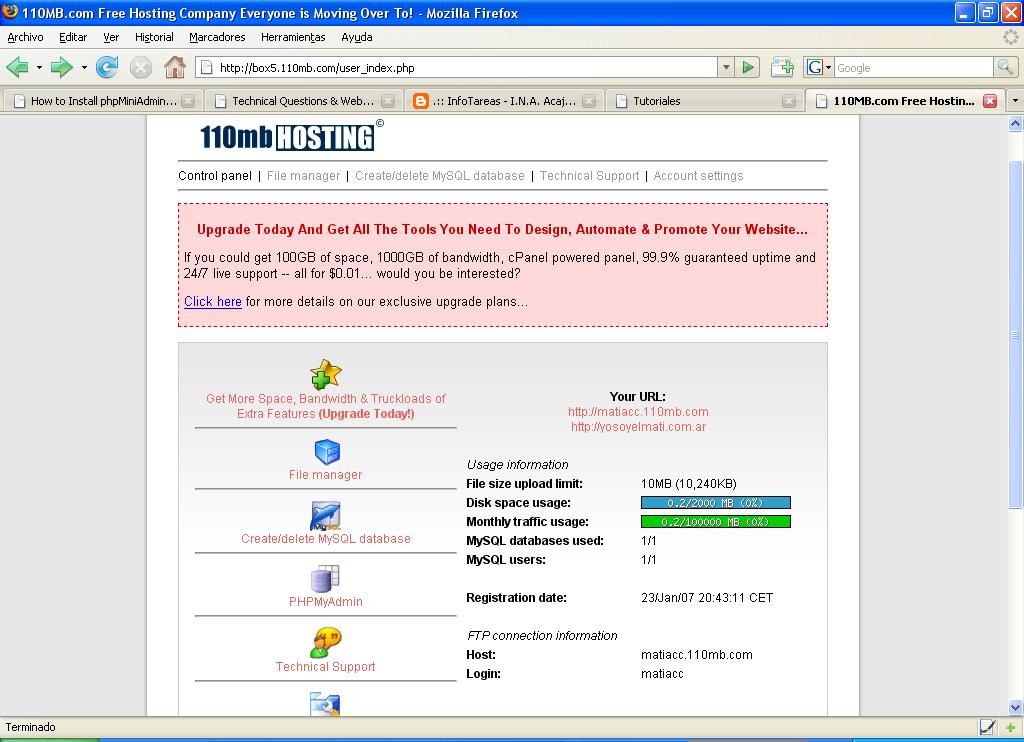 110MB.com Free Hosting Company Everyone is Moving Over To! - Mozilla Firefox
Archivo Editar Ver Historial Marcadores Herramientas Ayuda
http://box5.110mb.com/user_index.php
G Google
How to Install phpMiniAdmin... Technical Questions & Web... .:: InfoTareas - I.N.A. Acaj... Tutoriales 110MB.com Free Hostin...
110mb HOSTING ©
Control panel | File manager | Create/delete MySQL database | Technical Support | Account settings
Upgrade Today And Get All The Tools You Need To Design, Automate & Promote Your Website...
If you could get 100GB of space, 1000GB of bandwidth, cPanel powered panel, 99.9% guaranteed uptime and
24/7 live support -- all for $0.01... would you be interested?
Click here for more details on our exclusive upgrade plans...
Get More Space, Bandwidth & Truckloads of
Extra Features (Upgrade Today!)
File manager
Create/delete MySQL database
PHPMyAdmin
Technical Support
Your URL:
http://matiacc.110mb.com
http://yosoyelmati.com.ar
Usage information
File size upload limit: 10MB (10,240KB)
Disk space usage: 0.2/2000 MB (0%)
Monthly traffic usage: 0.2/100000 MB (0%)
MySQL databases used: 1/1
MySQL users: 1/1
Registration date: 23/Jan/07 20:43:11 CET
FTP connection information
Host: matiacc.110mb.com
Login: matiacc
Terminado